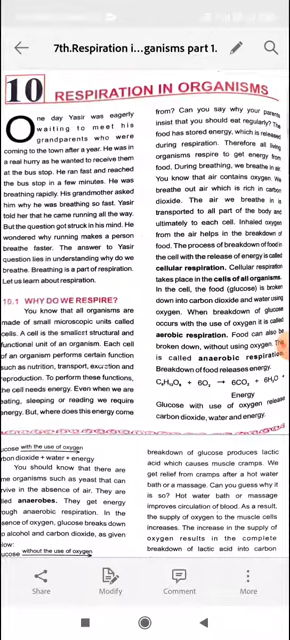 7th.Respiration i...ganisms part 1.
10 RESPIRATION IN ORGANISMS
One day Yasir was eagerly
waiting to meet his
grandparents who were
coming to the town after a year. He was
in a real hurry as he wanted to receive them
at the bus stop. He ran fast and reached
the bus stop in a few minutes. He was
breathing rapidly. His grandmother asked
him why he was breathing so fast. Yasir
told her that he came running all the way.
But the question got struck in his mind. He
wondered why running makes a person
breathe faster. The answer to Yasir
question lies in understanding why do we
breathe. Breathing is a part of respiration.
Let us learn about respiration.
10.1 WHY DO WE RESPIRE?
You know that all organisms are
made of small microscopic units called
cells. A cell is the smallest structural and
functional unit of an organism. Each cell
of an organism performs certain function
such as nutrition, transport, excretion and
reproduction. To perform these functions,
the cell needs energy. Even when we are
eating, sleeping or reading we require
energy. But, where does this energy come
from? Can you say why your parents
insist that you should eat regularly? The
food has stored energy, which is released
during respiration. Therefore all living
organisms respire to get energy from
food. During breathing, we breathe in air.
You know that air contains oxygen. We
breathe out air which is rich in carbon
dioxide. The air we breathe in is
transported to all part of the body and
ultimately to each cell. Inhaled oxygen
from the air helps in the breakdown of
food. The process of breakdown of food in
the cell with the release of energy is called
cellular respiration. Cellular respiration
takes place in the cells of all organisms.
In the cell, the food (glucose) is broken
down into carbon dioxide and water using
oxygen. When breakdown of glucose
occurs with the use of oxygen it is called
aerobic respiration. Food can also be
broken down, without using oxygen.
is called anaerobic respiration
Breakdown of food releases energy.
C₆H₁₂O₆ + 6O₂ → 6CO₂ + 6H₂O +
Energy
Glucose with use of oxygen release
carbon dioxide, water and energy.
ucose with the use of oxygen
rbon dioxide + water + energy
You should know that there are
me organisms such as yeast that can
rvive in the absence of air. They are
lled anaerobes. They get energy
rough anaerobic respiration. In the
sence of oxygen, glucose breaks down
o alcohol and carbon dioxide, as given
low:
ucose without the use of oxygen
breakdown of glucose produces lactic
acid which causes muscle cramps. We
get relief from cramps after a hot water
bath or a massage. Can you guess why it
is so? Hot water bath or massage
improves circulation of blood. As a result,
the supply of oxygen to the muscle cells
increases. The increase in the supply of
oxygen results in the complete
breakdown of lactic acid into carbon
Share Modify Comment More